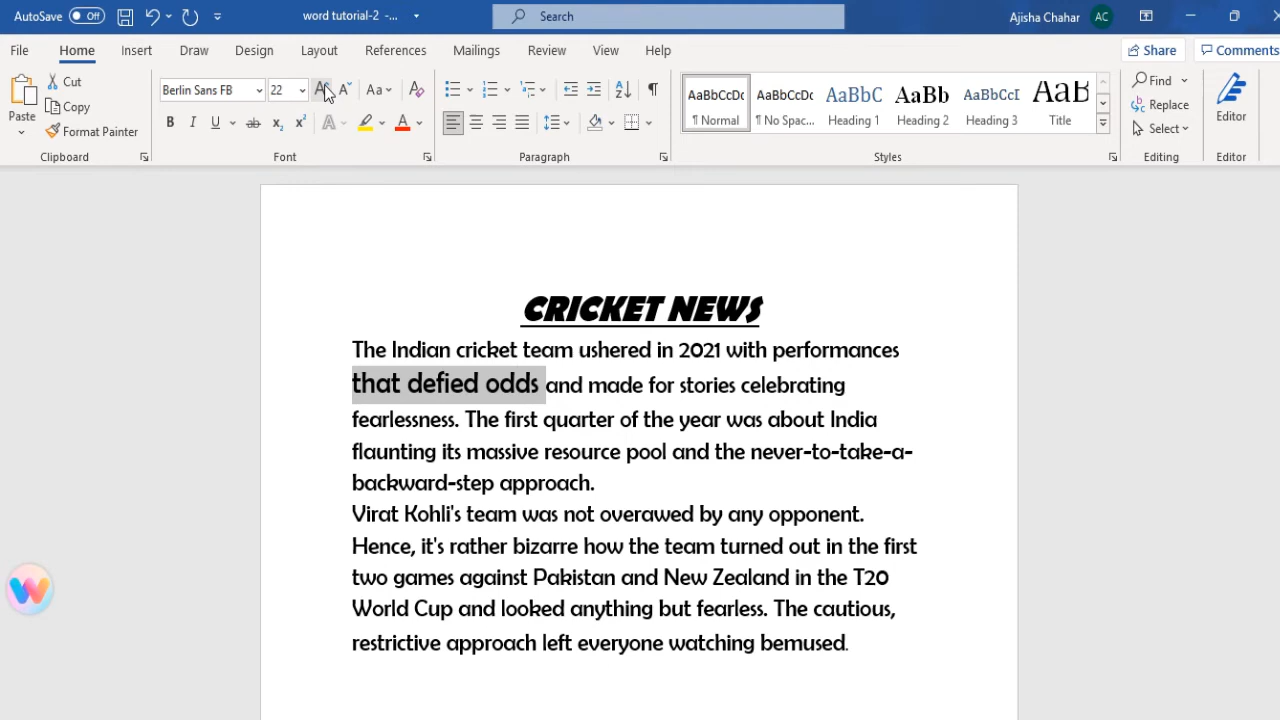 AutoSave Off word tutorial-2 -... Search Ajisha Chahar AC
File Home Insert Draw Design Layout References Mailings Review View Help Share Comments
Paste Cut Copy Format Painter Clipboard
Berlin Sans FB 22 Aa Font
Paragraph
AaBbCcDc ¶ Normal AaBbCcDc ¶ No Spac... AaBbC Heading 1 AaBb Heading 2 AaBbCcI Heading 3 AaB Title Styles
Find Replace Select Editing
Editor Editor
CRICKET NEWS
The Indian cricket team ushered in 2021 with performances
that defied odds and made for stories celebrating
fearlessness. The first quarter of the year was about India
flaunting its massive resource pool and the never-to-take-a-
backward-step approach.
Virat Kohli's team was not overawed by any opponent.
Hence, it's rather bizarre how the team turned out in the first
two games against Pakistan and New Zealand in the T20
World Cup and looked anything but fearless. The cautious,
restrictive approach left everyone watching bemused.